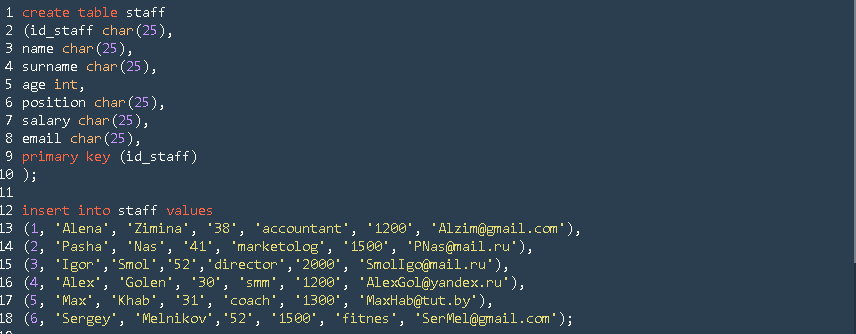 1 create table staff
2 (id_staff char(25),
3 name char(25),
4 surname char(25),
5 age int,
6 position char(25),
7 salary char(25),
8 email char(25),
9 primary key (id_staff)
10 );
11
12 insert into staff values
13 (1, 'Alena', 'Zimina', '38', 'accountant', '1200', 'Alzim@gmail.com'),
14 (2, 'Pasha', 'Nas', '41', 'marketolog', '1500', 'PNas@mail.ru'),
15 (3, 'Igor','Smol','52','director','2000', 'SmolIgo@mail.ru'),
16 (4, 'Alex', 'Golen', '30', 'smm', '1200', 'AlexGol@yandex.ru'),
17 (5, 'Max', 'Khab', '31', 'coach', '1300', 'MaxHab@tut.by'),
18 (6, 'Sergey', 'Melnikov','52', '1500', 'fitnes', 'SerMel@gmail.com');